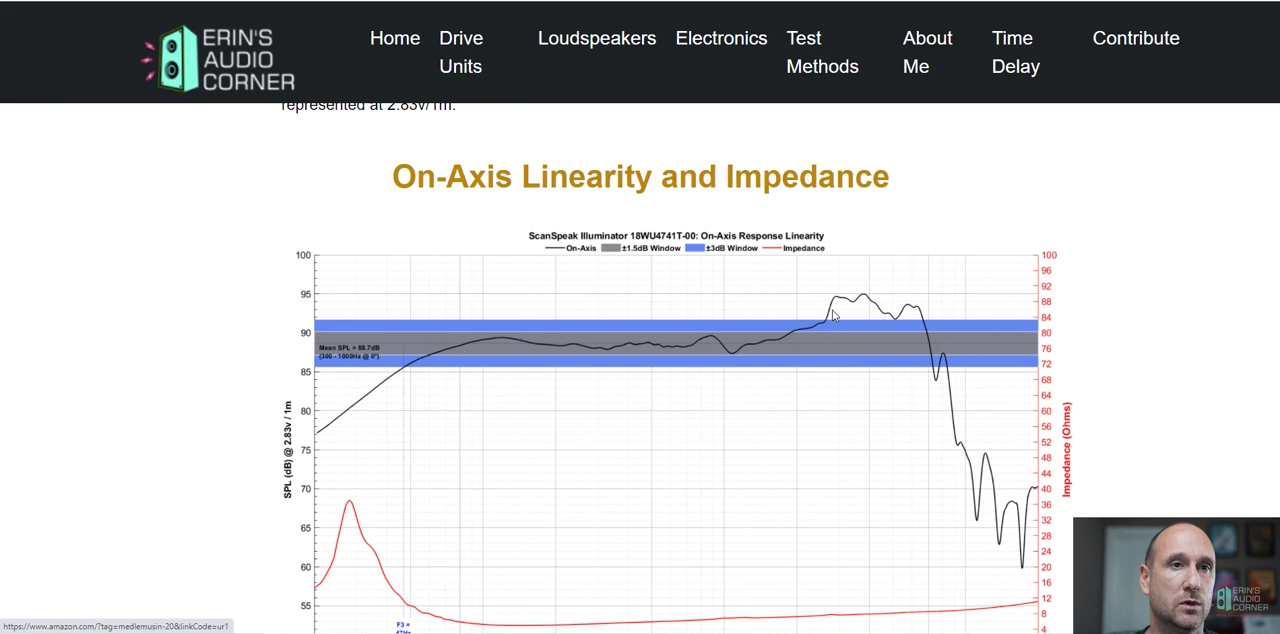 ERIN'S
AUDIO
CORNER
Home
Drive
Units
Loudspeakers
Electronics
Test
Methods
About
Me
Time
Delay
Contribute
represented at 2.83v/1m.
On-Axis Linearity and Impedance
ScanSpeak Illuminator 18WU4741T-00: On-Axis Response Linearity
On-Axis ±1.5dB Window ±3dB Window Impedance
100
95
90
85
80
75
70
65
60
55
SPL (dB) @ 2.83v / 1m
Mean SPL = 88.7dB
(300 - 1000Hz @ 0°)
F3 =
100
96
92
88
84
80
76
72
68
64
60
56
52
48
44
40
36
32
28
24
20
16
12
8
4
Impedance (Ohms)
ERIN'S
AUDIO
CORNER
https://www.amazon.com/?tag=medlemusin-20&linkCode=ur1